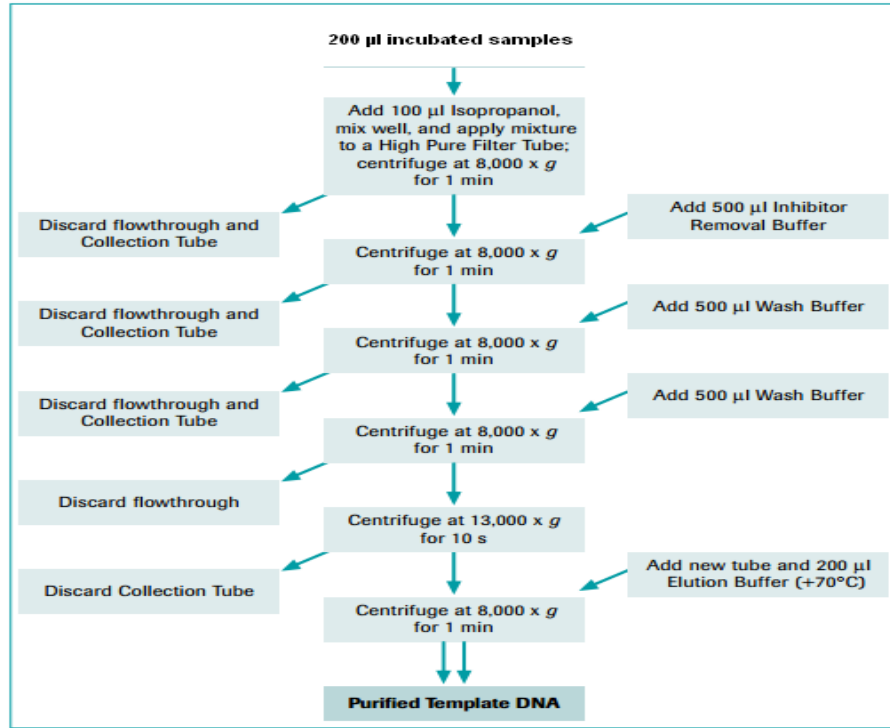 200 µl incubated samples
Add 100 µl Isopropanol,
mix well, and apply mixture
to a High Pure Filter Tube;
centrifuge at 8,000 x g
for 1 min
Discard flowthrough and
Collection Tube
Add 500 µl Inhibitor
Removal Buffer
Centrifuge at 8,000 x g
for 1 min
Discard flowthrough and
Collection Tube
Add 500 µl Wash Buffer
Centrifuge at 8,000 x g
for 1 min
Discard flowthrough and
Collection Tube
Add 500 µl Wash Buffer
Centrifuge at 8,000 x g
for 1 min
Discard flowthrough
Centrifuge at 13,000 x g
for 10 s
Discard Collection Tube
Add new tube and 200 µl
Elution Buffer (+70°C)
Centrifuge at 8,000 x g
for 1 min
Purified Template DNA